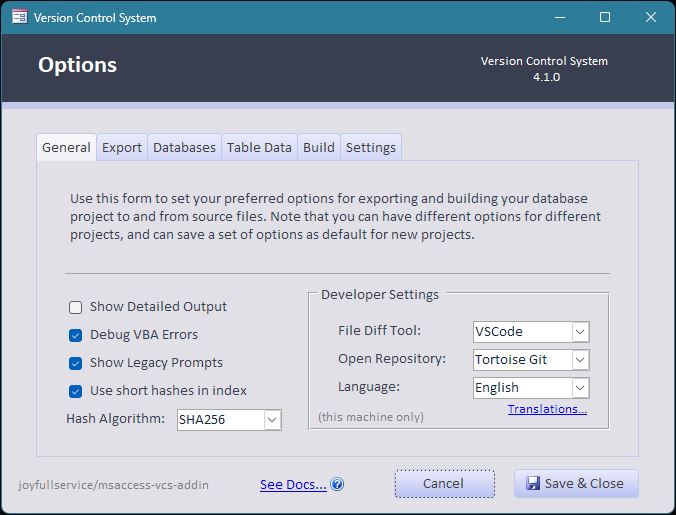 Version Control System
Options
Version Control System
4.1.0
General Export Databases Table Data Build Settings
Use this form to set your preferred options for exporting and building your database
project to and from source files. Note that you can have different options for different
projects, and can save a set of options as default for new projects.
Show Detailed Output
Debug VBA Errors
Show Legacy Prompts
Use short hashes in index
Hash Algorithm: SHA256
Developer Settings
File Diff Tool: VSCode
Open Repository: Tortoise Git
Language: English
Translations...
(this machine only)
joyfullservice/msaccess-vcs-addin
See Docs...
Cancel
Save & Close